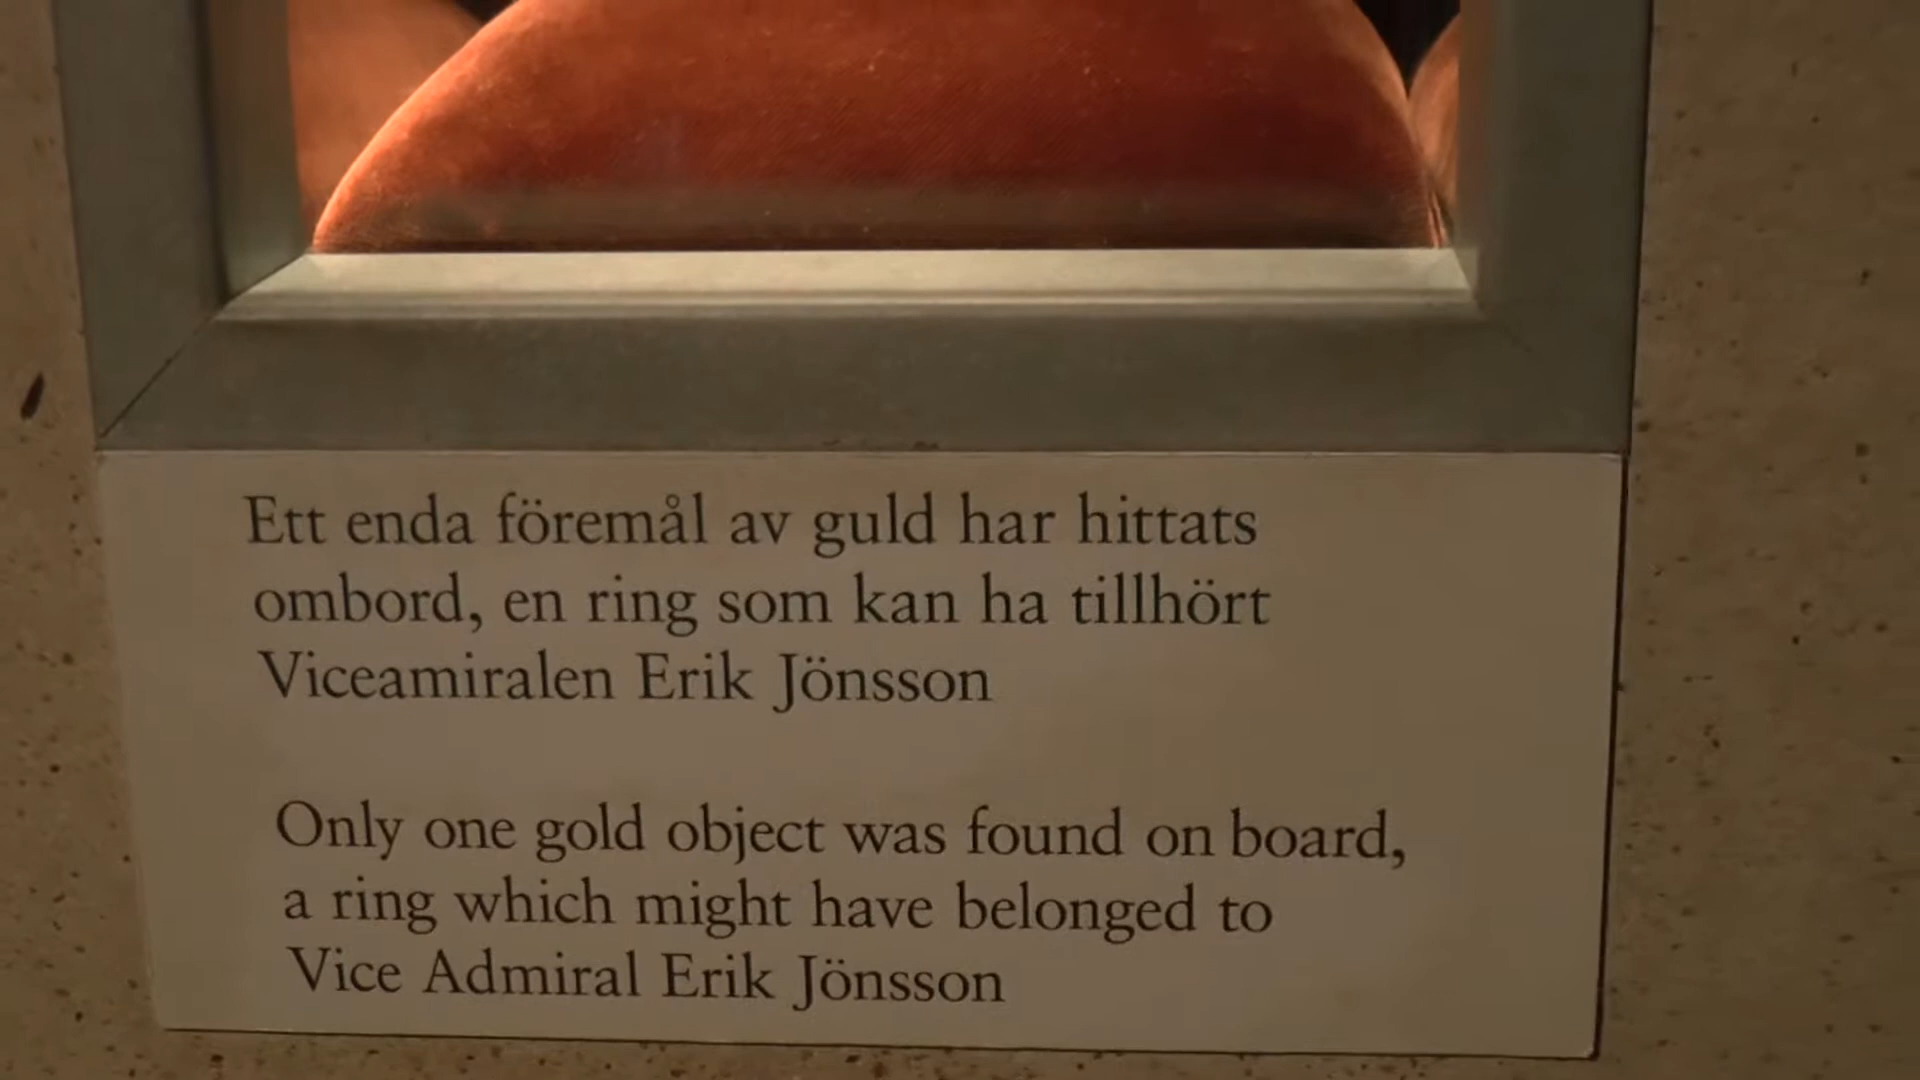 Ett enda föremål av guld har hittats
ombord, en ring som kan ha tillhört
Viceamiralen Erik Jönsson
Only one gold object was found on board,
a ring which might have belonged to
Vice Admiral Erik Jönsson